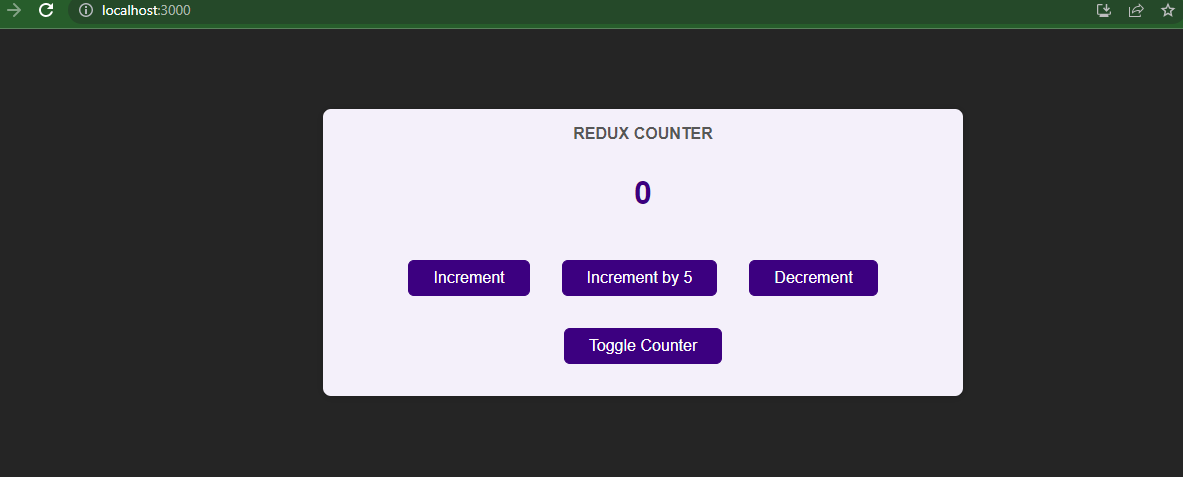 localhost:3000
REDUX COUNTER
0
Increment Increment by 5 Decrement
Toggle Counter